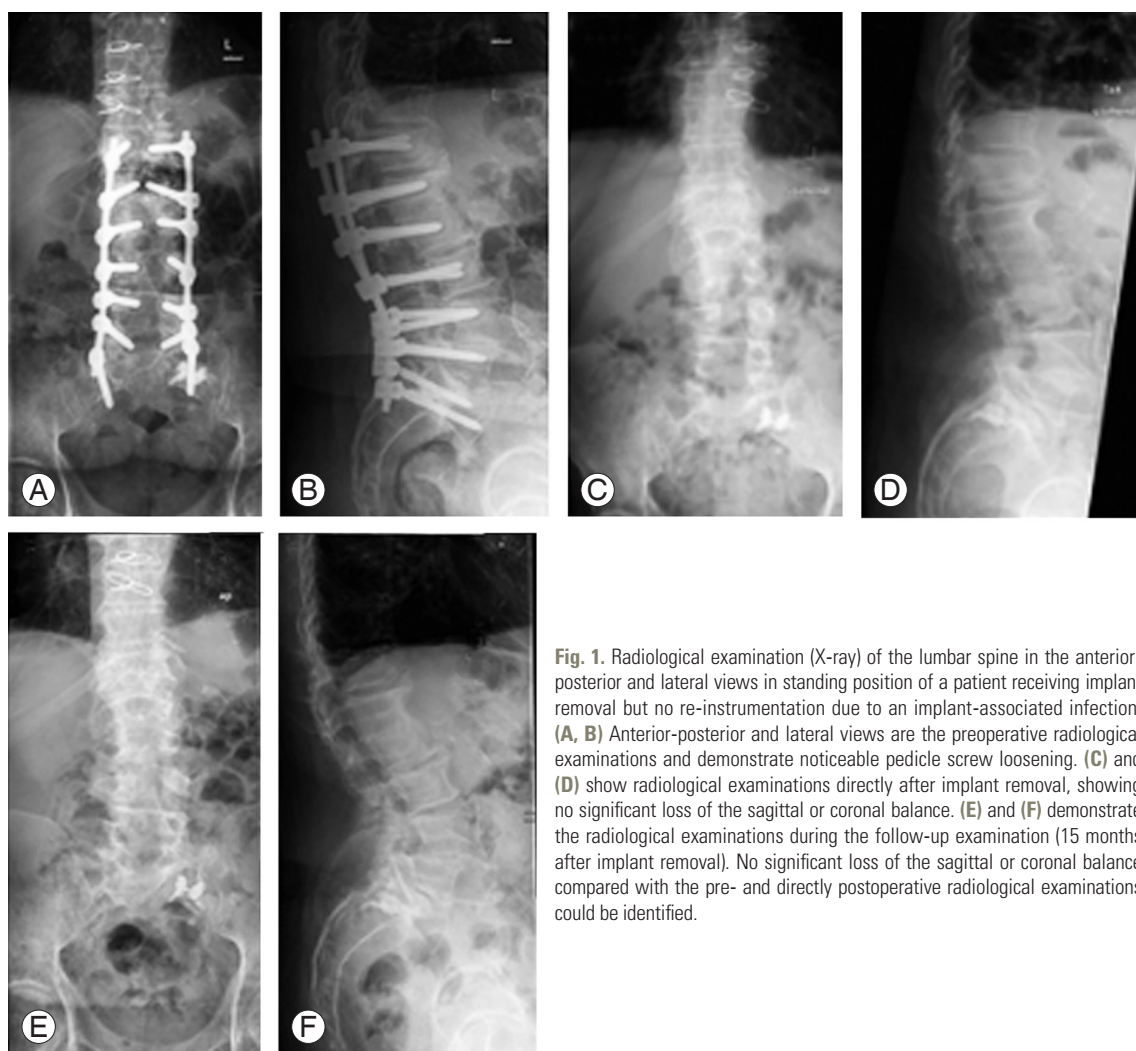 L
A
B
C
D
E
F
Fig. 1. Radiological examination (X-ray) of the lumbar spine in the anterior
posterior and lateral views in standing position of a patient receiving implan
removal but no re-instrumentation due to an implant-associated infection
(A, B) Anterior-posterior and lateral views are the preoperative radiologica
examinations and demonstrate noticeable pedicle screw loosening. (C) and
(D) show radiological examinations directly after implant removal, showing
no significant loss of the sagittal or coronal balance. (E) and (F) demonstrate
the radiological examinations during the follow-up examination (15 months
after implant removal). No significant loss of the sagittal or coronal balance
compared with the pre- and directly postoperative radiological examinations
could be identified.